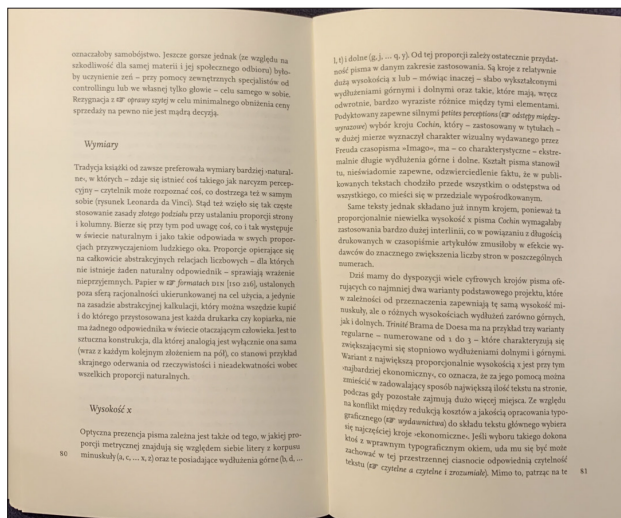 oznaczałoby samobójstwo. Jeszcze gorsze jednak (ze względu na
szkodliwość dla samej materii i jej społecznego odbioru) było-
by uczynienie zeń – przy pomocy zewnętrznych specjalistów od
controllingu lub we własnej tylko głowie – celu samego w sobie.
Rezygnacja z ☞ oprawy szytej w celu minimalnego obniżenia ceny
sprzedaży na pewno nie jest mądrą decyzją.
Wymiary
Tradycja książki od zawsze preferowała wymiary bardziej ›natural-
ne‹, w których – zdaje się istnieć coś takiego jak narcyzm percep-
cyjny – czytelnik może rozpoznać coś, co dostrzega też w samym
sobie (rysunek Leonarda da Vinci). Stąd też wzięło się tak częste
stosowanie zasady złotego podziału przy ustalaniu proporcji strony
i kolumny. Bierze się przy tym pod uwagę coś, co i tak występuje
w świecie naturalnym i jako takie odpowiada w swych propor-
cjach przyzwyczajeniom ludzkiego oka. Proporcje opierające się
na całkowicie abstrakcyjnych relacjach liczbowych – dla których
nie istnieje żaden naturalny odpowiednik – sprawiają wrażenie
nieprzyjemnych. Papier w ☞ formatach DIN [ISO 216], ustalonych
poza sferą racjonalności ukierunkowanej na cel użycia, a jedynie
na zasadzie abstrakcyjnej kalkulacji, który można wszędzie kupić
i do którego przystosowana jest każda drukarka czy kopiarka, nie
ma żadnego odpowiednika w świecie otaczającym człowieka. Jest to
sztuczna konstrukcja, dla której analogią jest wyłącznie ona sama
(wraz z każdym kolejnym złożeniem na pół), co stanowi przykład
skrajnego oderwania od rzeczywistości i nieadekwatności wobec
wszelkich proporcji naturalnych.
Wysokość x
Optyczna prezencja pisma zależna jest także od tego, w jakiej pro-
porcji metrycznej znajdują się względem siebie litery z korpusu
minuskuły (a, c, ... x, z) oraz te posiadające wydłużenia górne (b, d, ...
80
l, t) i dolne (g, j, ... q, y). Od tej proporcji zależy ostatecznie przydat-
ność pisma w danym zakresie zastosowania. Są kroje z relatywnie
dużą wysokością x lub – mówiąc inaczej – słabo wykształconymi
wydłużeniami górnymi i dolnymi oraz takie, które mają, wręcz
odwrotnie, bardzo wyraziste różnice między tymi elementami.
Podyktowany zapewne silnymi petites perceptions (☞ odstępy między-
wyrazowe) wybór kroju Cochin, który – zastosowany w tytułach –
w dużej mierze wyznaczył charakter wizualny wydawanego przez
Freuda czasopisma »Imago«, ma – co charakterystyczne – ekstre-
malnie długie wydłużenia górne i dolne. Kształt pisma stanowił
tu, nieświadomie zapewne, odzwierciedlenie faktu, że w publi-
kowanych tekstach chodziło przede wszystkim o odstępstwa od
wszystkiego, co mieści się w przedziale wypośrodkowanym.
Same teksty jednak składano już innym krojem, ponieważ ta
proporcjonalnie niewielka wysokość x pisma Cochin wymagałaby
zastosowania bardzo dużej interlinii, co w powiązaniu z długością
drukowanych w czasopiśmie artykułów zmusiłoby w efekcie wy-
dawców do znacznego zwiększenia liczby stron w poszczególnych
numerach.
Dziś mamy do dyspozycji wiele cyfrowych krojów pisma ofe-
rujących co najmniej dwa warianty podstawowego projektu, które
w zależności od przeznaczenia zapewniają tę samą wysokość mi-
nuskuły, ale o różnych wysokościach wydłużeń zarówno górnych,
jak i dolnych. Trinité Brama de Doesa ma na przykład trzy warianty
regularne – numerowane od 1 do 3 – które charakteryzują się
zwiększającymi się stopniowo wydłużeniami dolnymi i górnymi.
Wariant z największą proporcjonalnie wysokością x jest przy tym
›najbardziej ekonomiczny‹, co oznacza, że za jego pomocą można
zmieścić w zadowalający sposób największą ilość tekstu na stronie,
podczas gdy pozostałe zajmują dużo więcej miejsca. Ze względu
na konflikt między redukcją kosztów a jakością opracowania typo-
graficznego (☞ wydawnictwa) do składu tekstu głównego wybiera
się najczęściej kroje ›ekonomiczne‹. Jeśli wyboru takiego dokona
ktoś z wprawnym typograficznym okiem, uda mu się być może
zachować w tej przestrzennej ciasnocie odpowiednią czytelność
tekstu (☞ czytelne a czytelne i zrozumiałe). Mimo to, patrząc na te
81